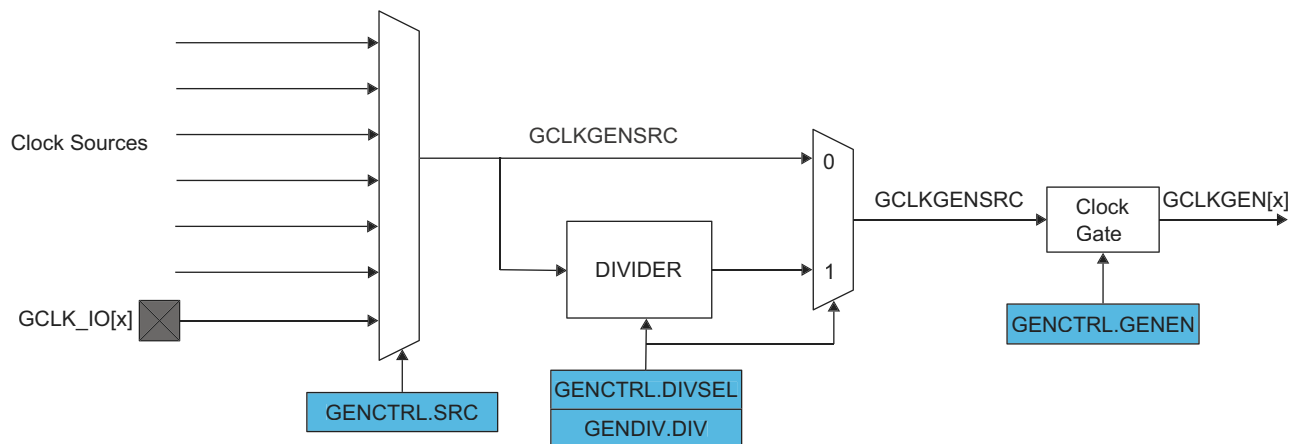 Clock Sources
GCLK_IO[x]
GENCTRL.SRC
GCLKGENSRC
DIVIDER
GENCTRL.DIVSEL
GENDIV.DIV
0
1
GCLKGENSRC
Clock
Gate
GENCTRL.GENEN
GCLKGEN[x]